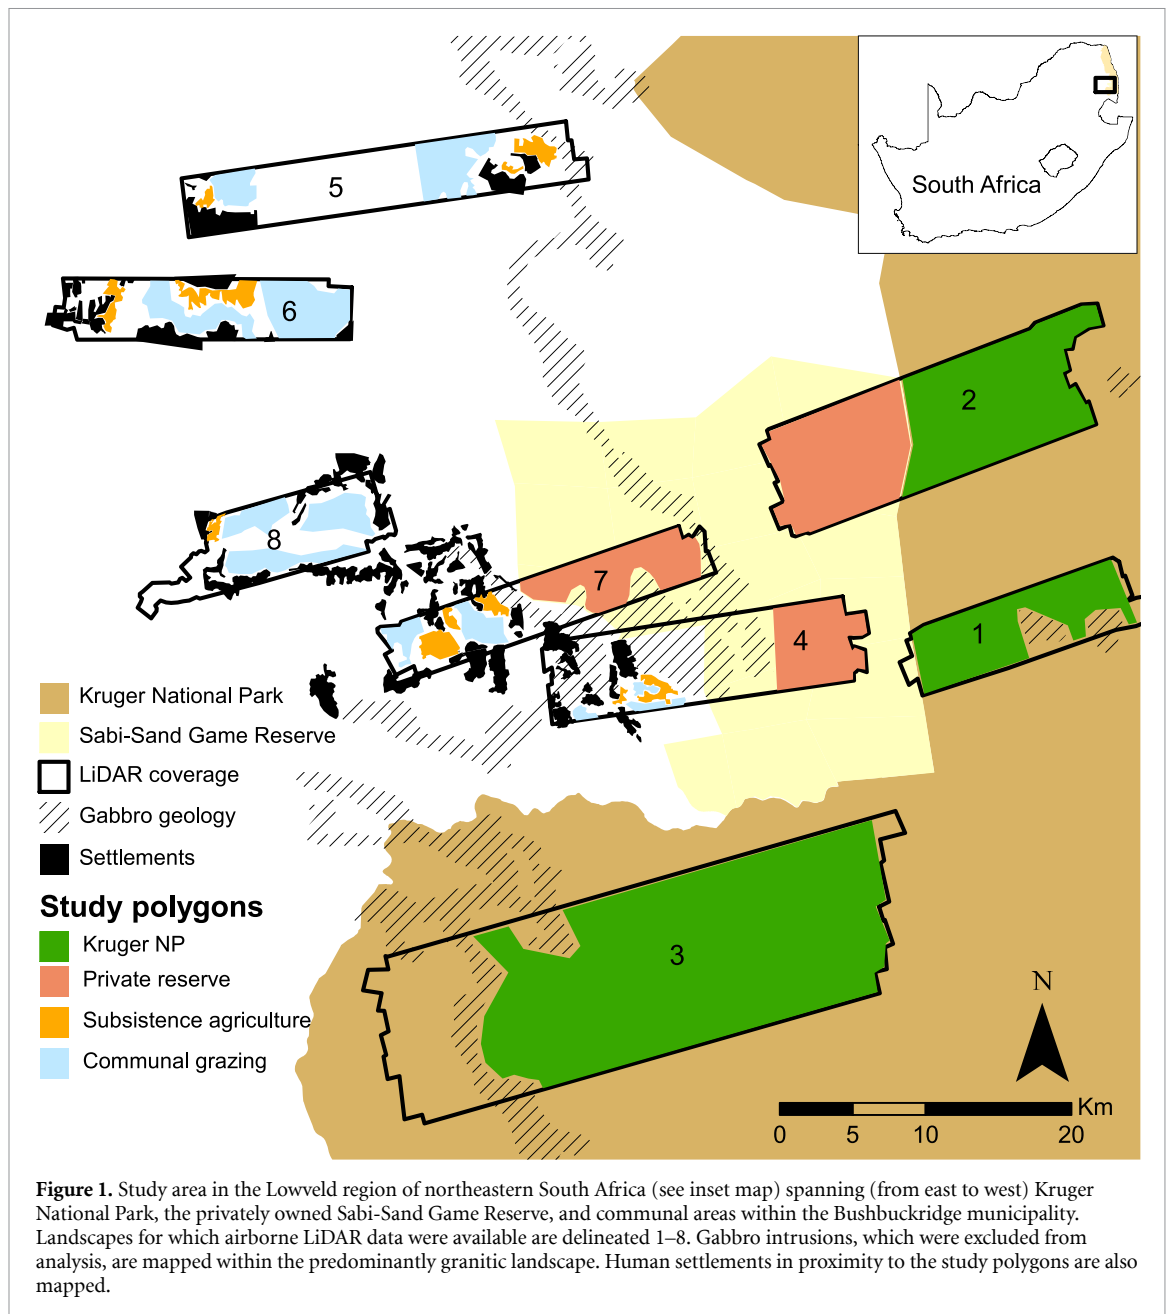 South Africa
5
6
2
8
7
4
1
3
Kruger National Park
Sabi-Sand Game Reserve
LiDAR coverage
Gabbro geology
Settlements
Study polygons
Kruger NP
Private reserve
Subsistence agriculture
Communal grazing
N
Km
0 5 10 20
Figure 1. Study area in the Lowveld region of northeastern South Africa (see inset map) spanning (from east to west) Kruger
National Park, the privately owned Sabi-Sand Game Reserve, and communal areas within the Bushbuckridge municipality.
Landscapes for which airborne LiDAR data were available are delineated 1–8. Gabbro intrusions, which were excluded from
analysis, are mapped within the predominantly granitic landscape. Human settlements in proximity to the study polygons are also
mapped.